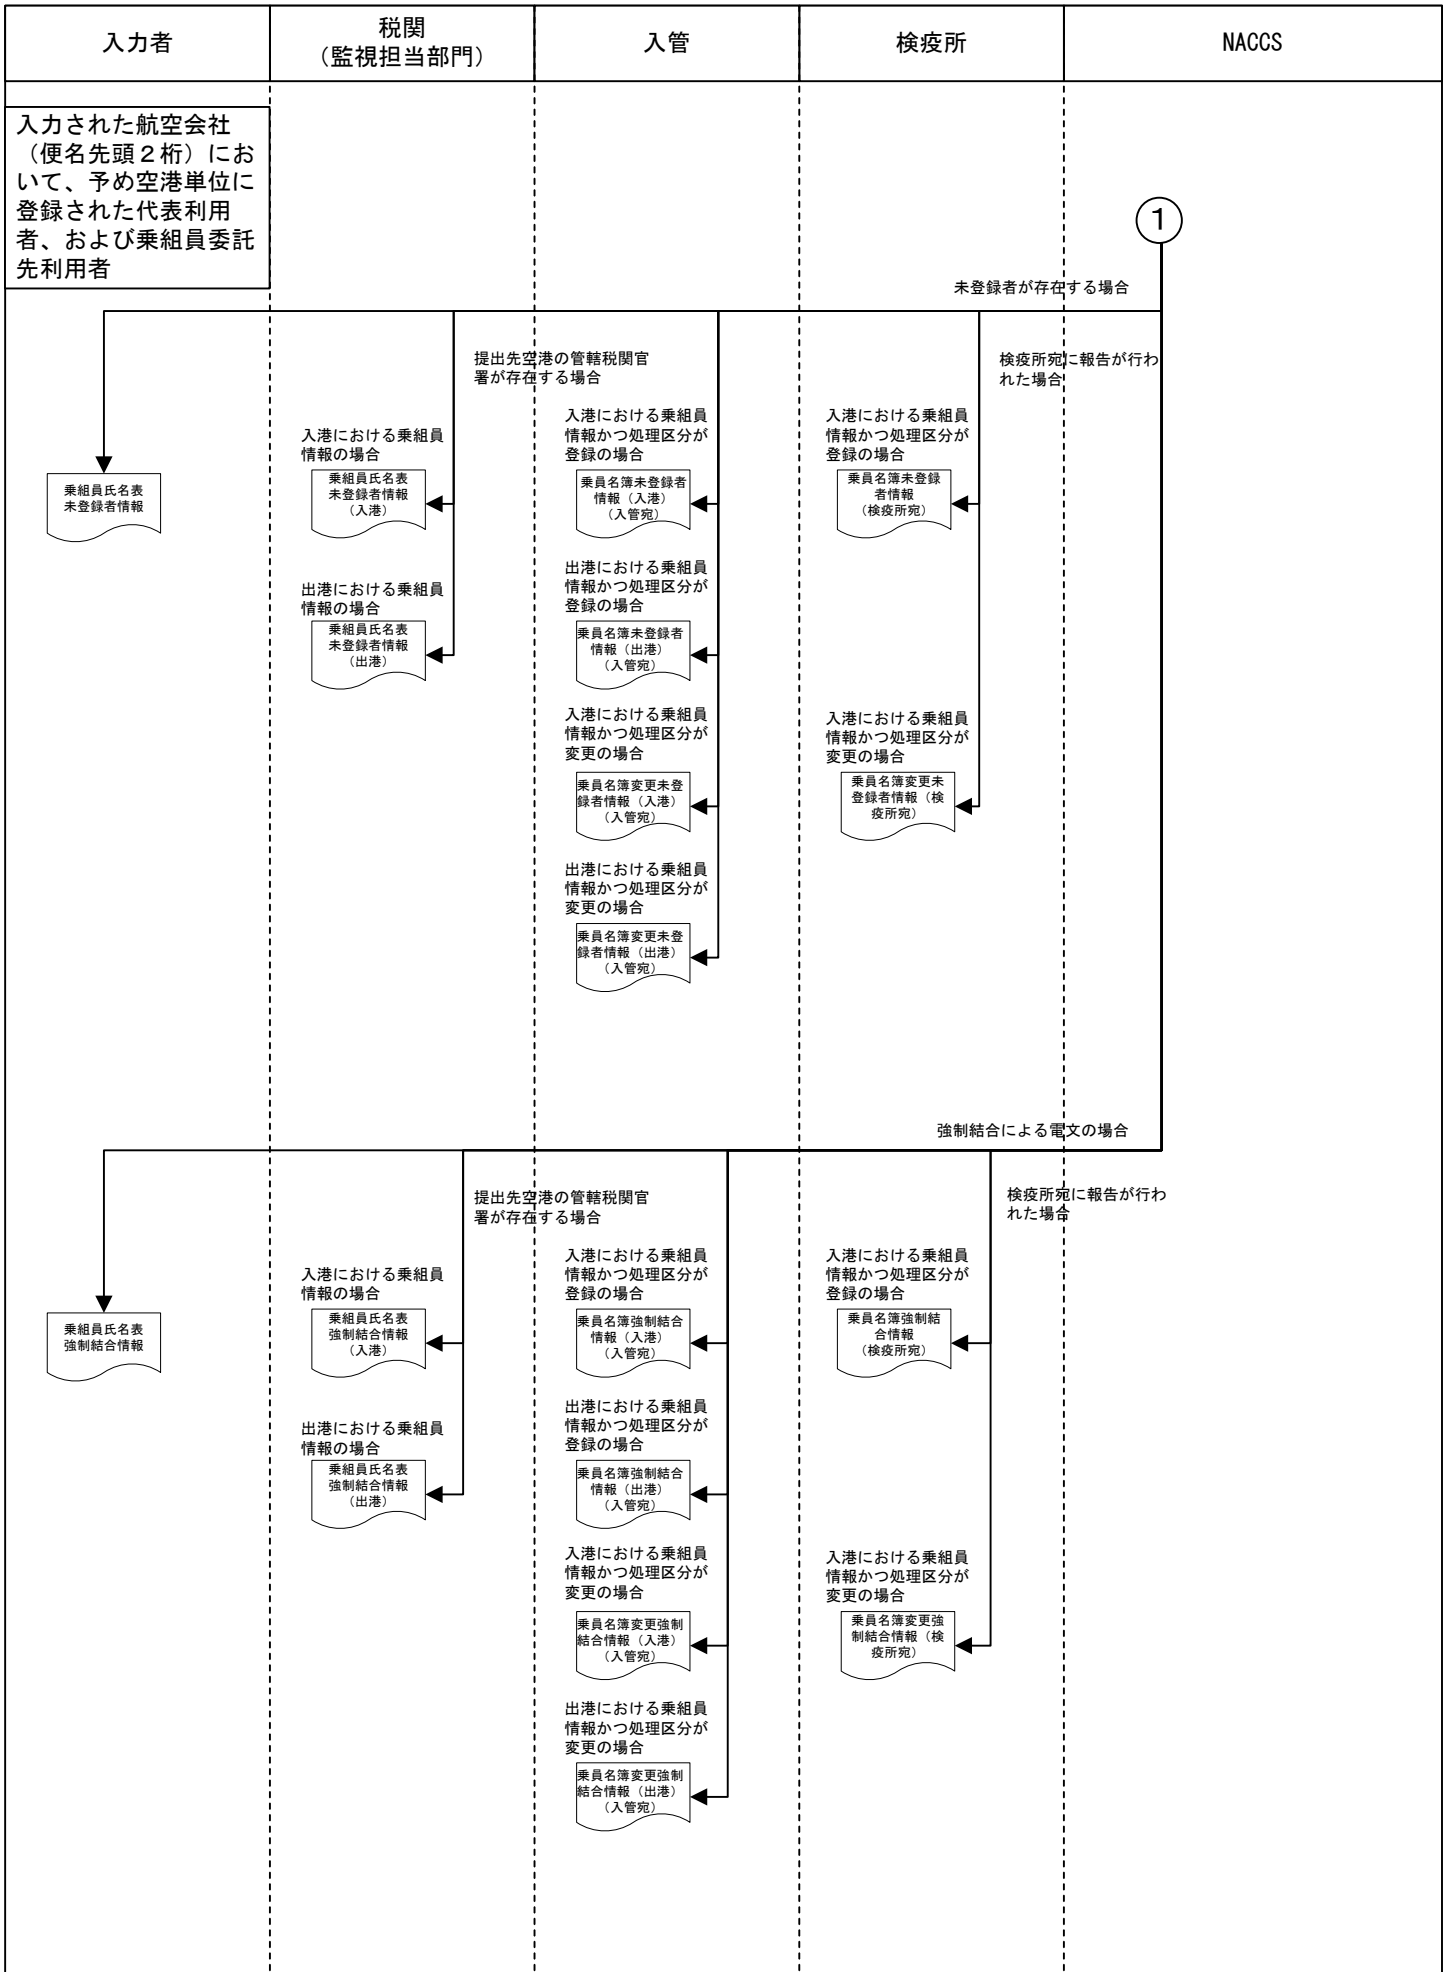 入力者
税関
（監視担当部門）
入管
検疫所
NACCS
入力された航空会社
（便名先頭２桁）にお
いて、予め空港単位に
登録された代表利用
者、および乗組員委託
先利用者
1
未登録者が存在する場合
提出先空港の管轄税関官
署が存在する場合
検疫所宛に報告が行わ
れた場合
乗組員氏名表
未登録者情報
入港における乗組員
情報の場合
乗組員氏名表
未登録者情報
（入港）
出港における乗組員
情報の場合
乗組員氏名表
未登録者情報
（出港）
入港における乗組員
情報かつ処理区分が
登録の場合
乗員名簿未登録者
情報（入港）
（入管宛）
出港における乗組員
情報かつ処理区分が
登録の場合
乗員名簿未登録者
情報（出港）
（入管宛）
入港における乗組員
情報かつ処理区分が
変更の場合
乗員名簿変更未登
録者情報（入港）
（入管宛）
出港における乗組員
情報かつ処理区分が
変更の場合
乗員名簿変更未登
録者情報（出港）
（入管宛）
入港における乗組員
情報かつ処理区分が
登録の場合
乗員名簿未登録
者情報
（検疫所宛）
入港における乗組員
情報かつ処理区分が
変更の場合
乗員名簿変更未
登録者情報（検
疫所宛）
強制結合による電文の場合
提出先空港の管轄税関官
署が存在する場合
検疫所宛に報告が行わ
れた場合
乗組員氏名表
強制結合情報
入港における乗組員
情報の場合
乗組員氏名表
強制結合情報
（入港）
出港における乗組員
情報の場合
乗組員氏名表
強制結合情報
（出港）
入港における乗組員
情報かつ処理区分が
登録の場合
乗員名簿強制結合
情報（入港）
（入管宛）
出港における乗組員
情報かつ処理区分が
登録の場合
乗員名簿強制結合
情報（出港）
（入管宛）
入港における乗組員
情報かつ処理区分が
変更の場合
乗員名簿変更強制
結合情報（入港）
（入管宛）
出港における乗組員
情報かつ処理区分が
変更の場合
乗員名簿変更強制
結合情報（出港）
（入管宛）
入港における乗組員
情報かつ処理区分が
登録の場合
乗員名簿強制結
合情報
（検疫所宛）
入港における乗組員
情報かつ処理区分が
変更の場合
乗員名簿変更強
制結合情報（検
疫所宛）